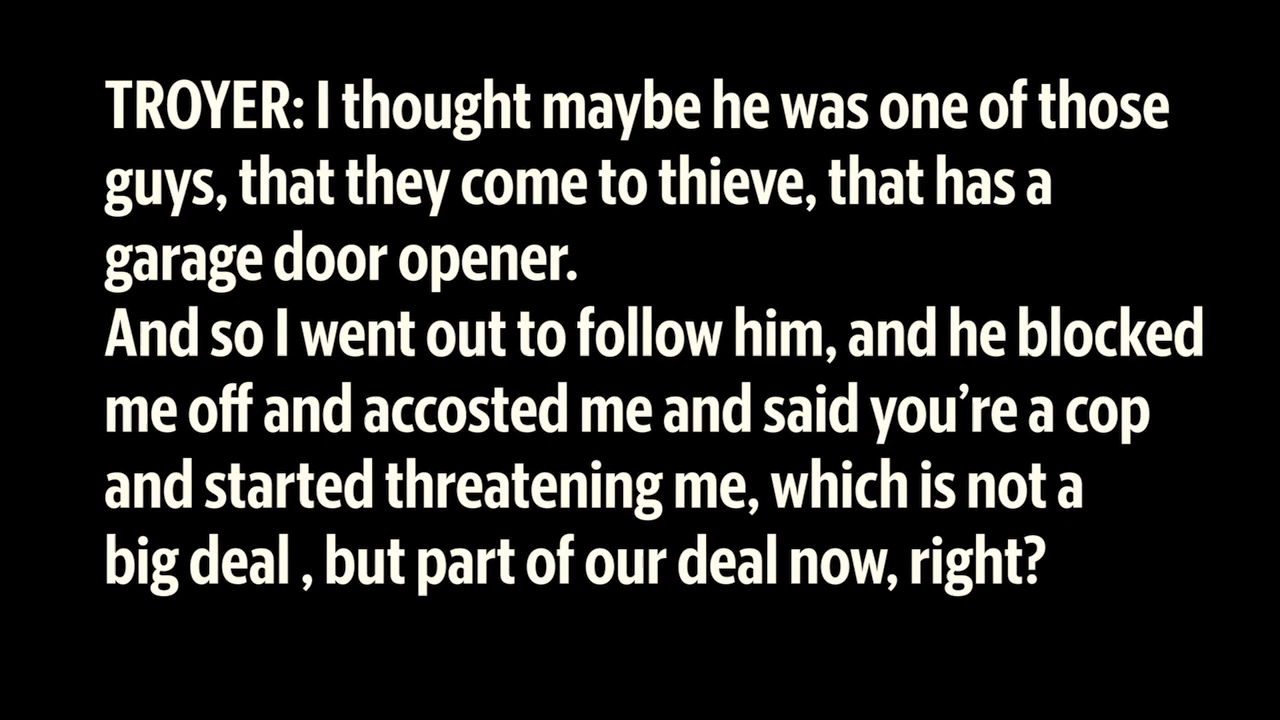 TROYER: I thought maybe he was one of those
guys, that they come to thieve, that has a
garage door opener.
And so I went out to follow him, and he blocked
me off and accosted me and said you’re a cop
and started threatening me, which is not a
big deal , but part of our deal now, right?